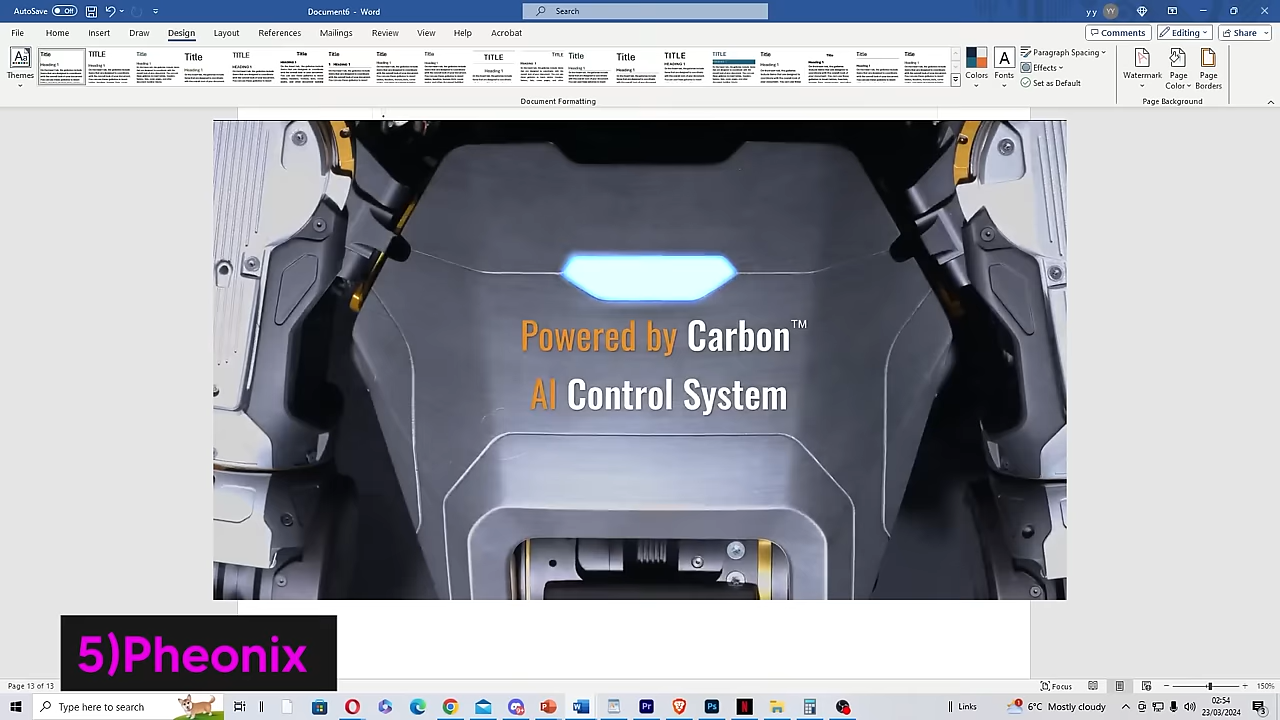 AutoSave Off Document6 - Word Search y y YY
File Home Insert Draw Design Layout References Mailings Review View Help Acrobat Comments Editing Share
Colors Fonts Paragraph Spacing Effects Set as Default Watermark Page Color Page Borders
Document Formatting Page Background
Powered by Carbon™
AI Control System
5)Pheonix
Page 13 of 13 Focus 150%
Type here to search Links 6°C Mostly cloudy 02:54
23/03/2024